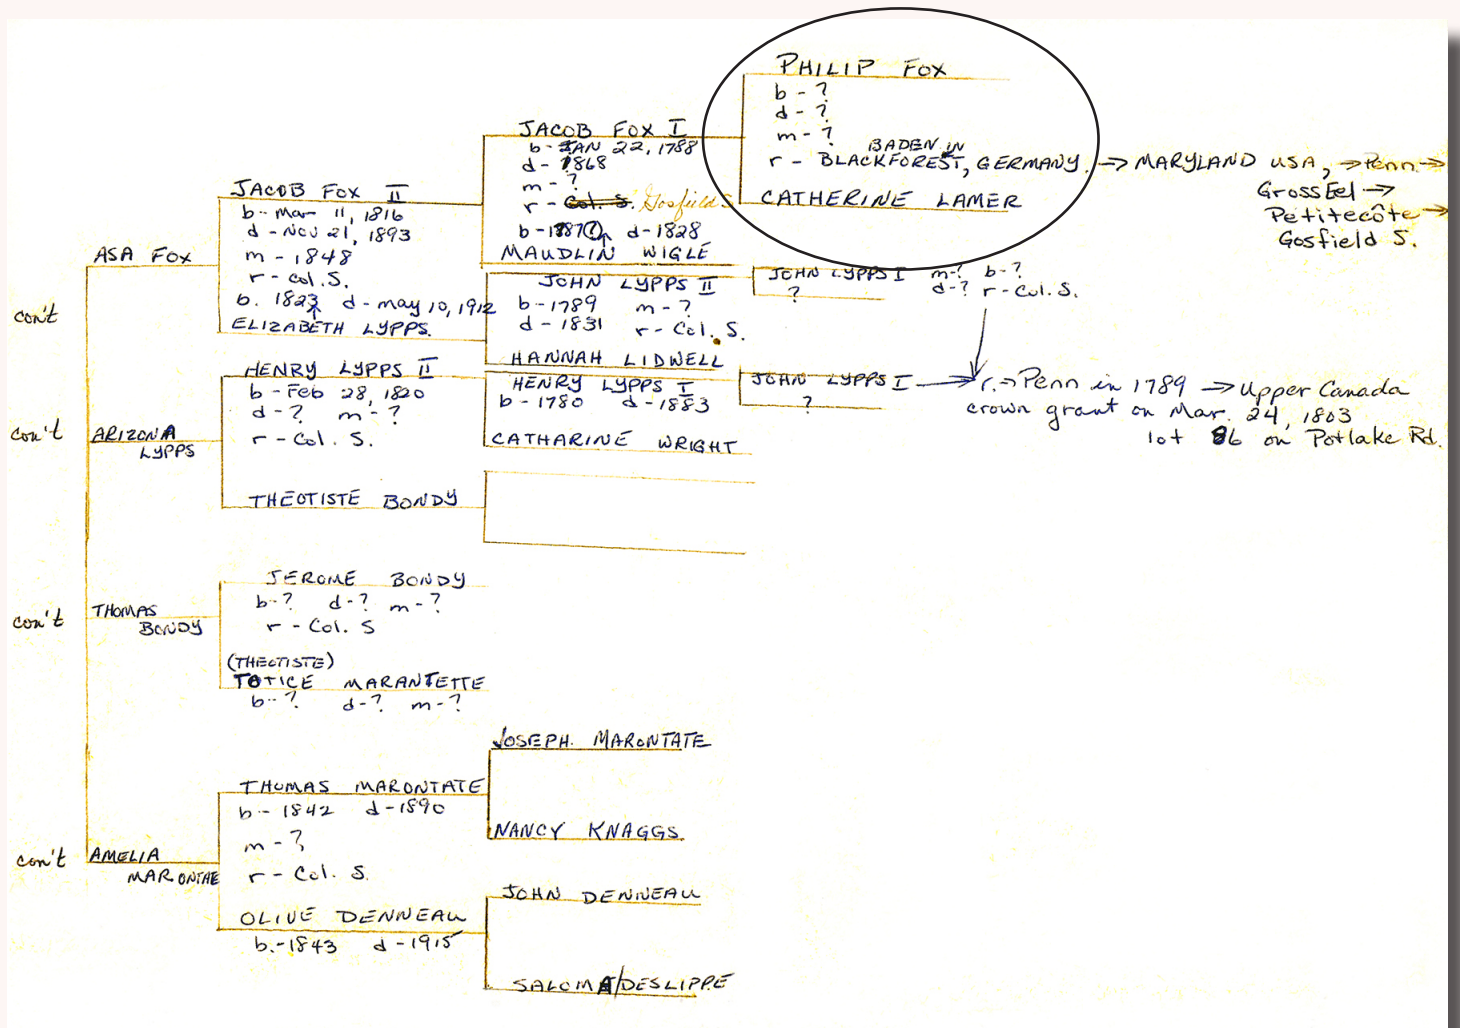 PHILIP FOX
b - ?
d - ?
m - ?
BADEN IN
r - BLACKFOREST, GERMANY. → MARYLAND USA, → Penn →
GrossEel →
Petitecôte →
Gosfield S.
CATHERINE LAMER
JACOB FOX I
b - JAN 22, 1788
d - 1868
m - ?
r - Col. S. Gosfield S.
d - 1828
MAUDLIN WIGLE
JACOB FOX II
b - Mar 11, 1816
d - Nov 21, 1893
m - 1848
r - Col. S.
b. 1823 d - may 10, 1912
ELIZABETH LYPPS.
ASA FOX
con't
JOHN LYPPS II
b - 1789 m - ?
d - 1831 r - Col. S.
HANNAH LIDWELL
JOHN LYPPS I m-? b-?
? d-? r - Col. S.
HENRY LYPPS II
b - Feb 28, 1820
d - ? m - ?
r - Col. S.
HENRY LYPPS I
b - 1780 d - 1883
CATHARINE WRIGHT
JOHN LYPPS I → r. → Penn in 1789 → Upper Canada
? crown grant on Mar. 24, 1803
lot 86 on Potlake Rd.
con't
ARIZONA
LYPPS
THEOTISTE BONDY
JEROME BONDY
b-? d-? m-?
r - Col. S
con't
THOMAS
BONDY
(THEOTISTE)
TOTICE MARANTETTE
b-? d-? m-?
JOSEPH. MARONTATE
THOMAS MARONTATE
b - 1842 d - 1890
m - ?
r - Col. S.
NANCY KNAGGS.
con't
AMELIA
MARONTAE
OLIVE DENNEAU
b. - 1843 d - 1915
JOHN DENNEAU
SALOMA/DESLIPPE